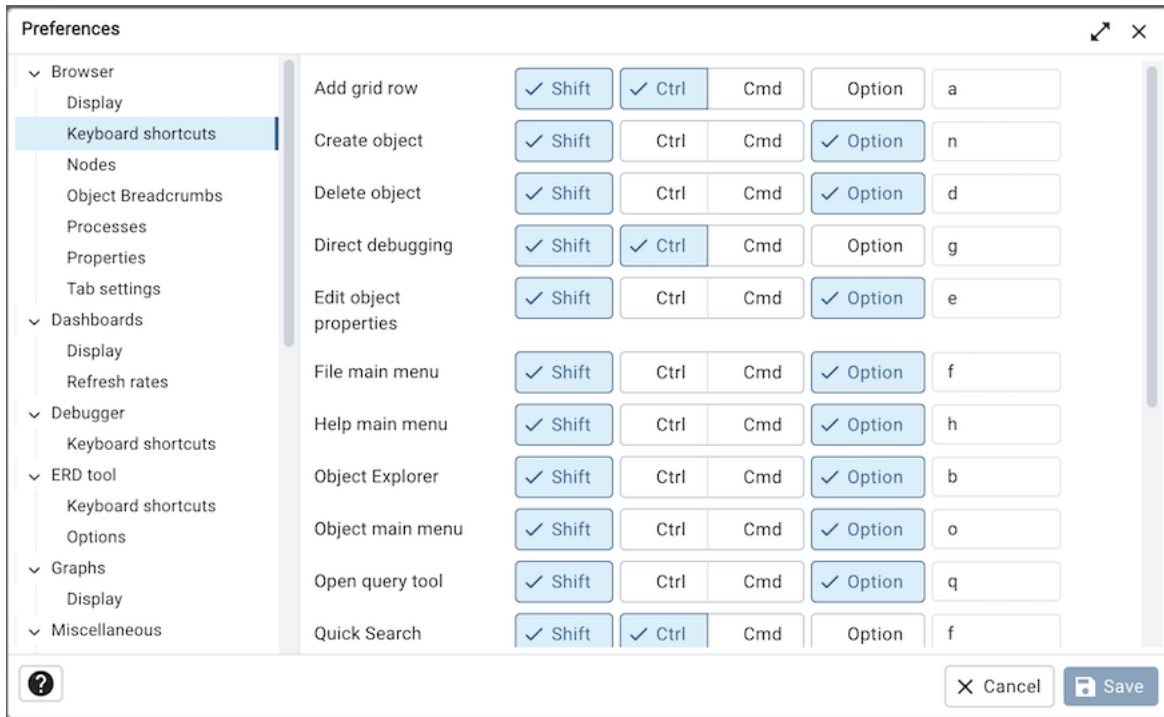 Preferences
Browser
Display
Keyboard shortcuts
Nodes
Object Breadcrumbs
Processes
Properties
Tab settings
Dashboards
Display
Refresh rates
Debugger
Keyboard shortcuts
ERD tool
Keyboard shortcuts
Options
Graphs
Display
Miscellaneous
Add grid row Shift Ctrl Cmd Option a
Create object Shift Ctrl Cmd Option n
Delete object Shift Ctrl Cmd Option d
Direct debugging Shift Ctrl Cmd Option g
Edit object Shift Ctrl Cmd Option e
properties
File main menu Shift Ctrl Cmd Option f
Help main menu Shift Ctrl Cmd Option h
Object Explorer Shift Ctrl Cmd Option b
Object main menu Shift Ctrl Cmd Option o
Open query tool Shift Ctrl Cmd Option q
Quick Search Shift Ctrl Cmd Option f
? Cancel Save